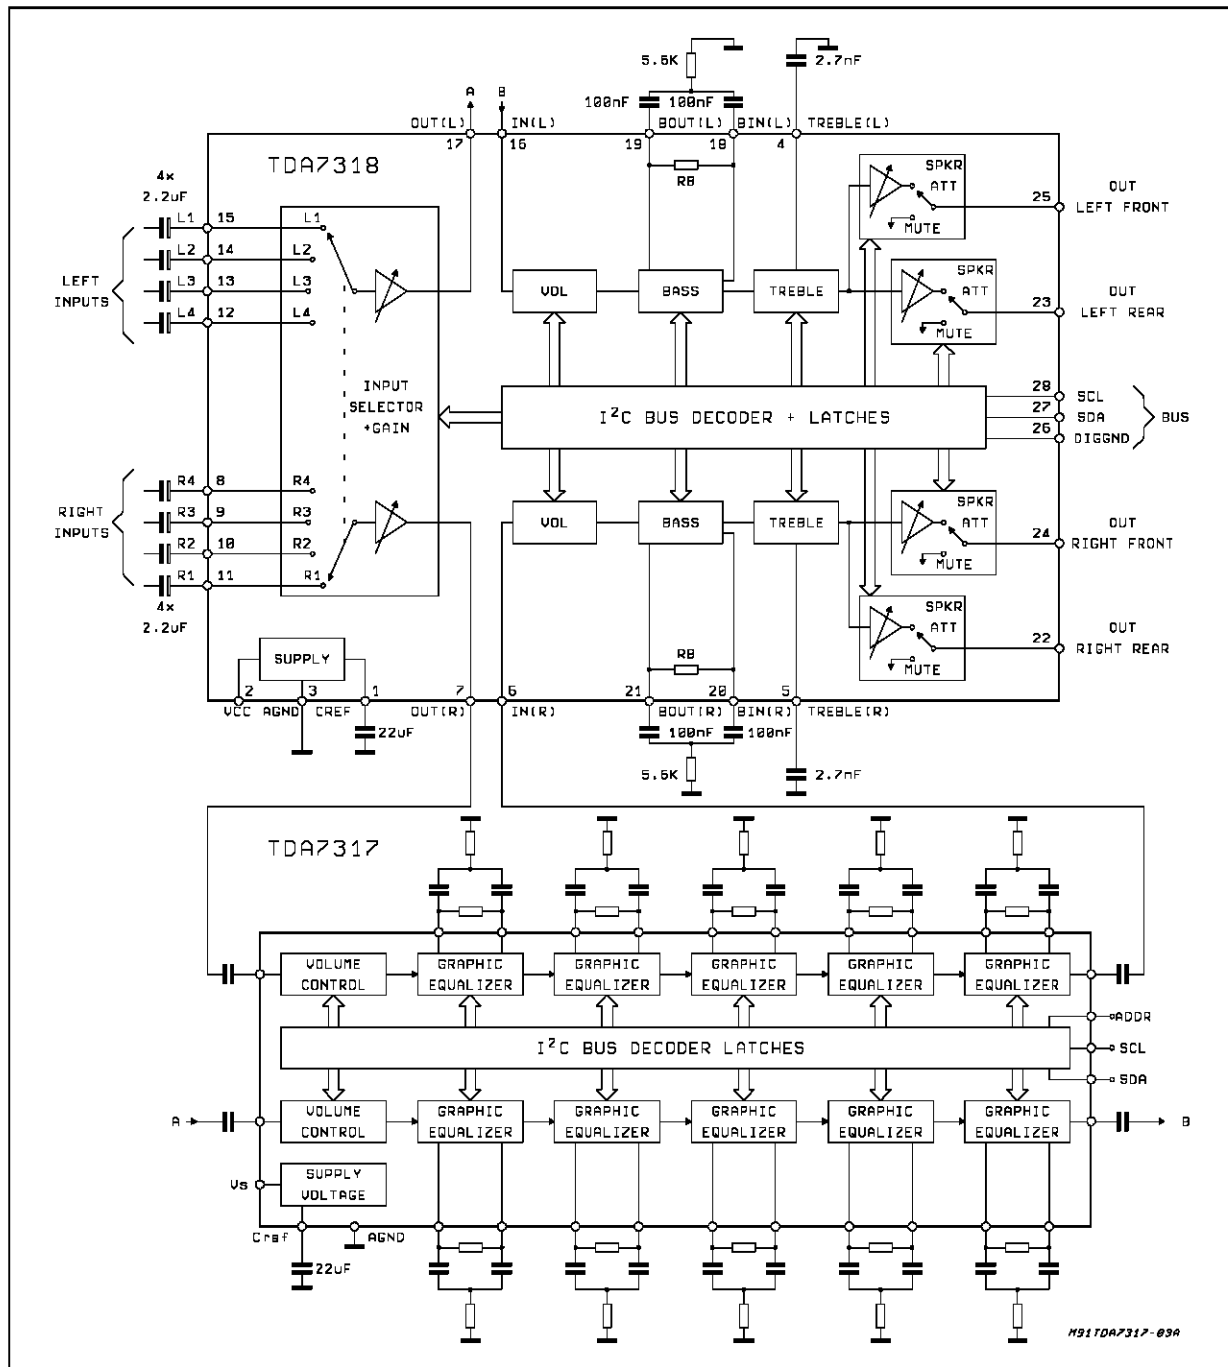 5.6K
2.7nF
100nF
100nF
A
B
OUT(L)
IN(L)
BOUT(L)
BIN(L)
TREBLE(L)
17
16
19
18
4
TDA7318
4x
2.2uF
RB
SPKR
ATT
MUTE
25
OUT
LEFT FRONT
L1
15
L1
L2
14
L2
L3
13
L3
L4
12
L4
LEFT
INPUTS
VOL
BASS
TREBLE
SPKR
ATT
MUTE
23
OUT
LEFT REAR
INPUT
SELECTOR
+GAIN
I²C BUS DECODER + LATCHES
28
SCL
27
SDA
26
DIGGND
BUS
R4
8
R4
R3
9
R3
R2
10
R2
R1
11
R1
RIGHT
INPUTS
4x
2.2uF
VOL
BASS
TREBLE
SPKR
ATT
MUTE
24
OUT
RIGHT FRONT
SPKR
ATT
MUTE
22
OUT
RIGHT REAR
SUPPLY
RB
2
3
1
7
6
21
20
5
VCC
AGND
CREF
OUT(R)
IN(R)
BOUT(R)
BIN(R)
TREBLE(R)
22uF
100nF
100nF
5.6K
2.7nF
TDA7317
VOLUME
CONTROL
GRAPHIC
EQUALIZER
GRAPHIC
EQUALIZER
GRAPHIC
EQUALIZER
GRAPHIC
EQUALIZER
GRAPHIC
EQUALIZER
I²C BUS DECODER LATCHES
ADDR
SCL
SDA
A
VOLUME
CONTROL
GRAPHIC
EQUALIZER
GRAPHIC
EQUALIZER
GRAPHIC
EQUALIZER
GRAPHIC
EQUALIZER
GRAPHIC
EQUALIZER
B
Vs
SUPPLY
VOLTAGE
Cref
AGND
22uF
M91TDA7317-09A